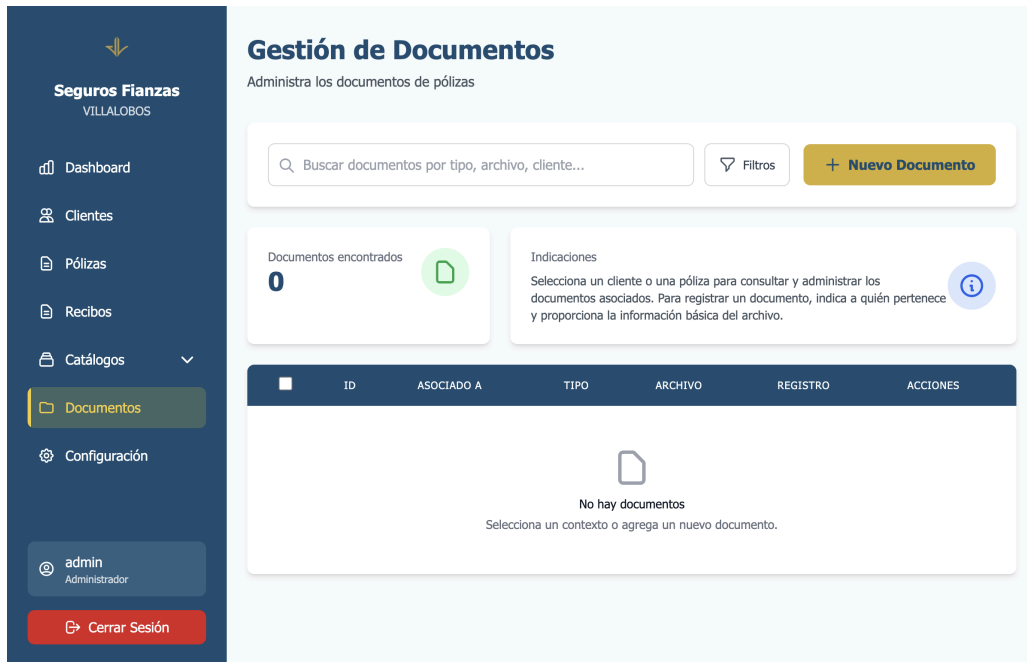 Seguros Fianzas
VILLALOBOS
Dashboard
Clientes
Pólizas
Recibos
Catálogos
Documentos
Configuración
admin
Administrador
Cerrar Sesión
Gestión de Documentos
Administra los documentos de pólizas
Buscar documentos por tipo, archivo, cliente...
Filtros
+ Nuevo Documento
Documentos encontrados
0
Indicaciones
Selecciona un cliente o una póliza para consultar y administrar los
documentos asociados. Para registrar un documento, indica a quién pertenece
y proporciona la información básica del archivo.
ID ASOCIADO A TIPO ARCHIVO REGISTRO ACCIONES
No hay documentos
Selecciona un contexto o agrega un nuevo documento.